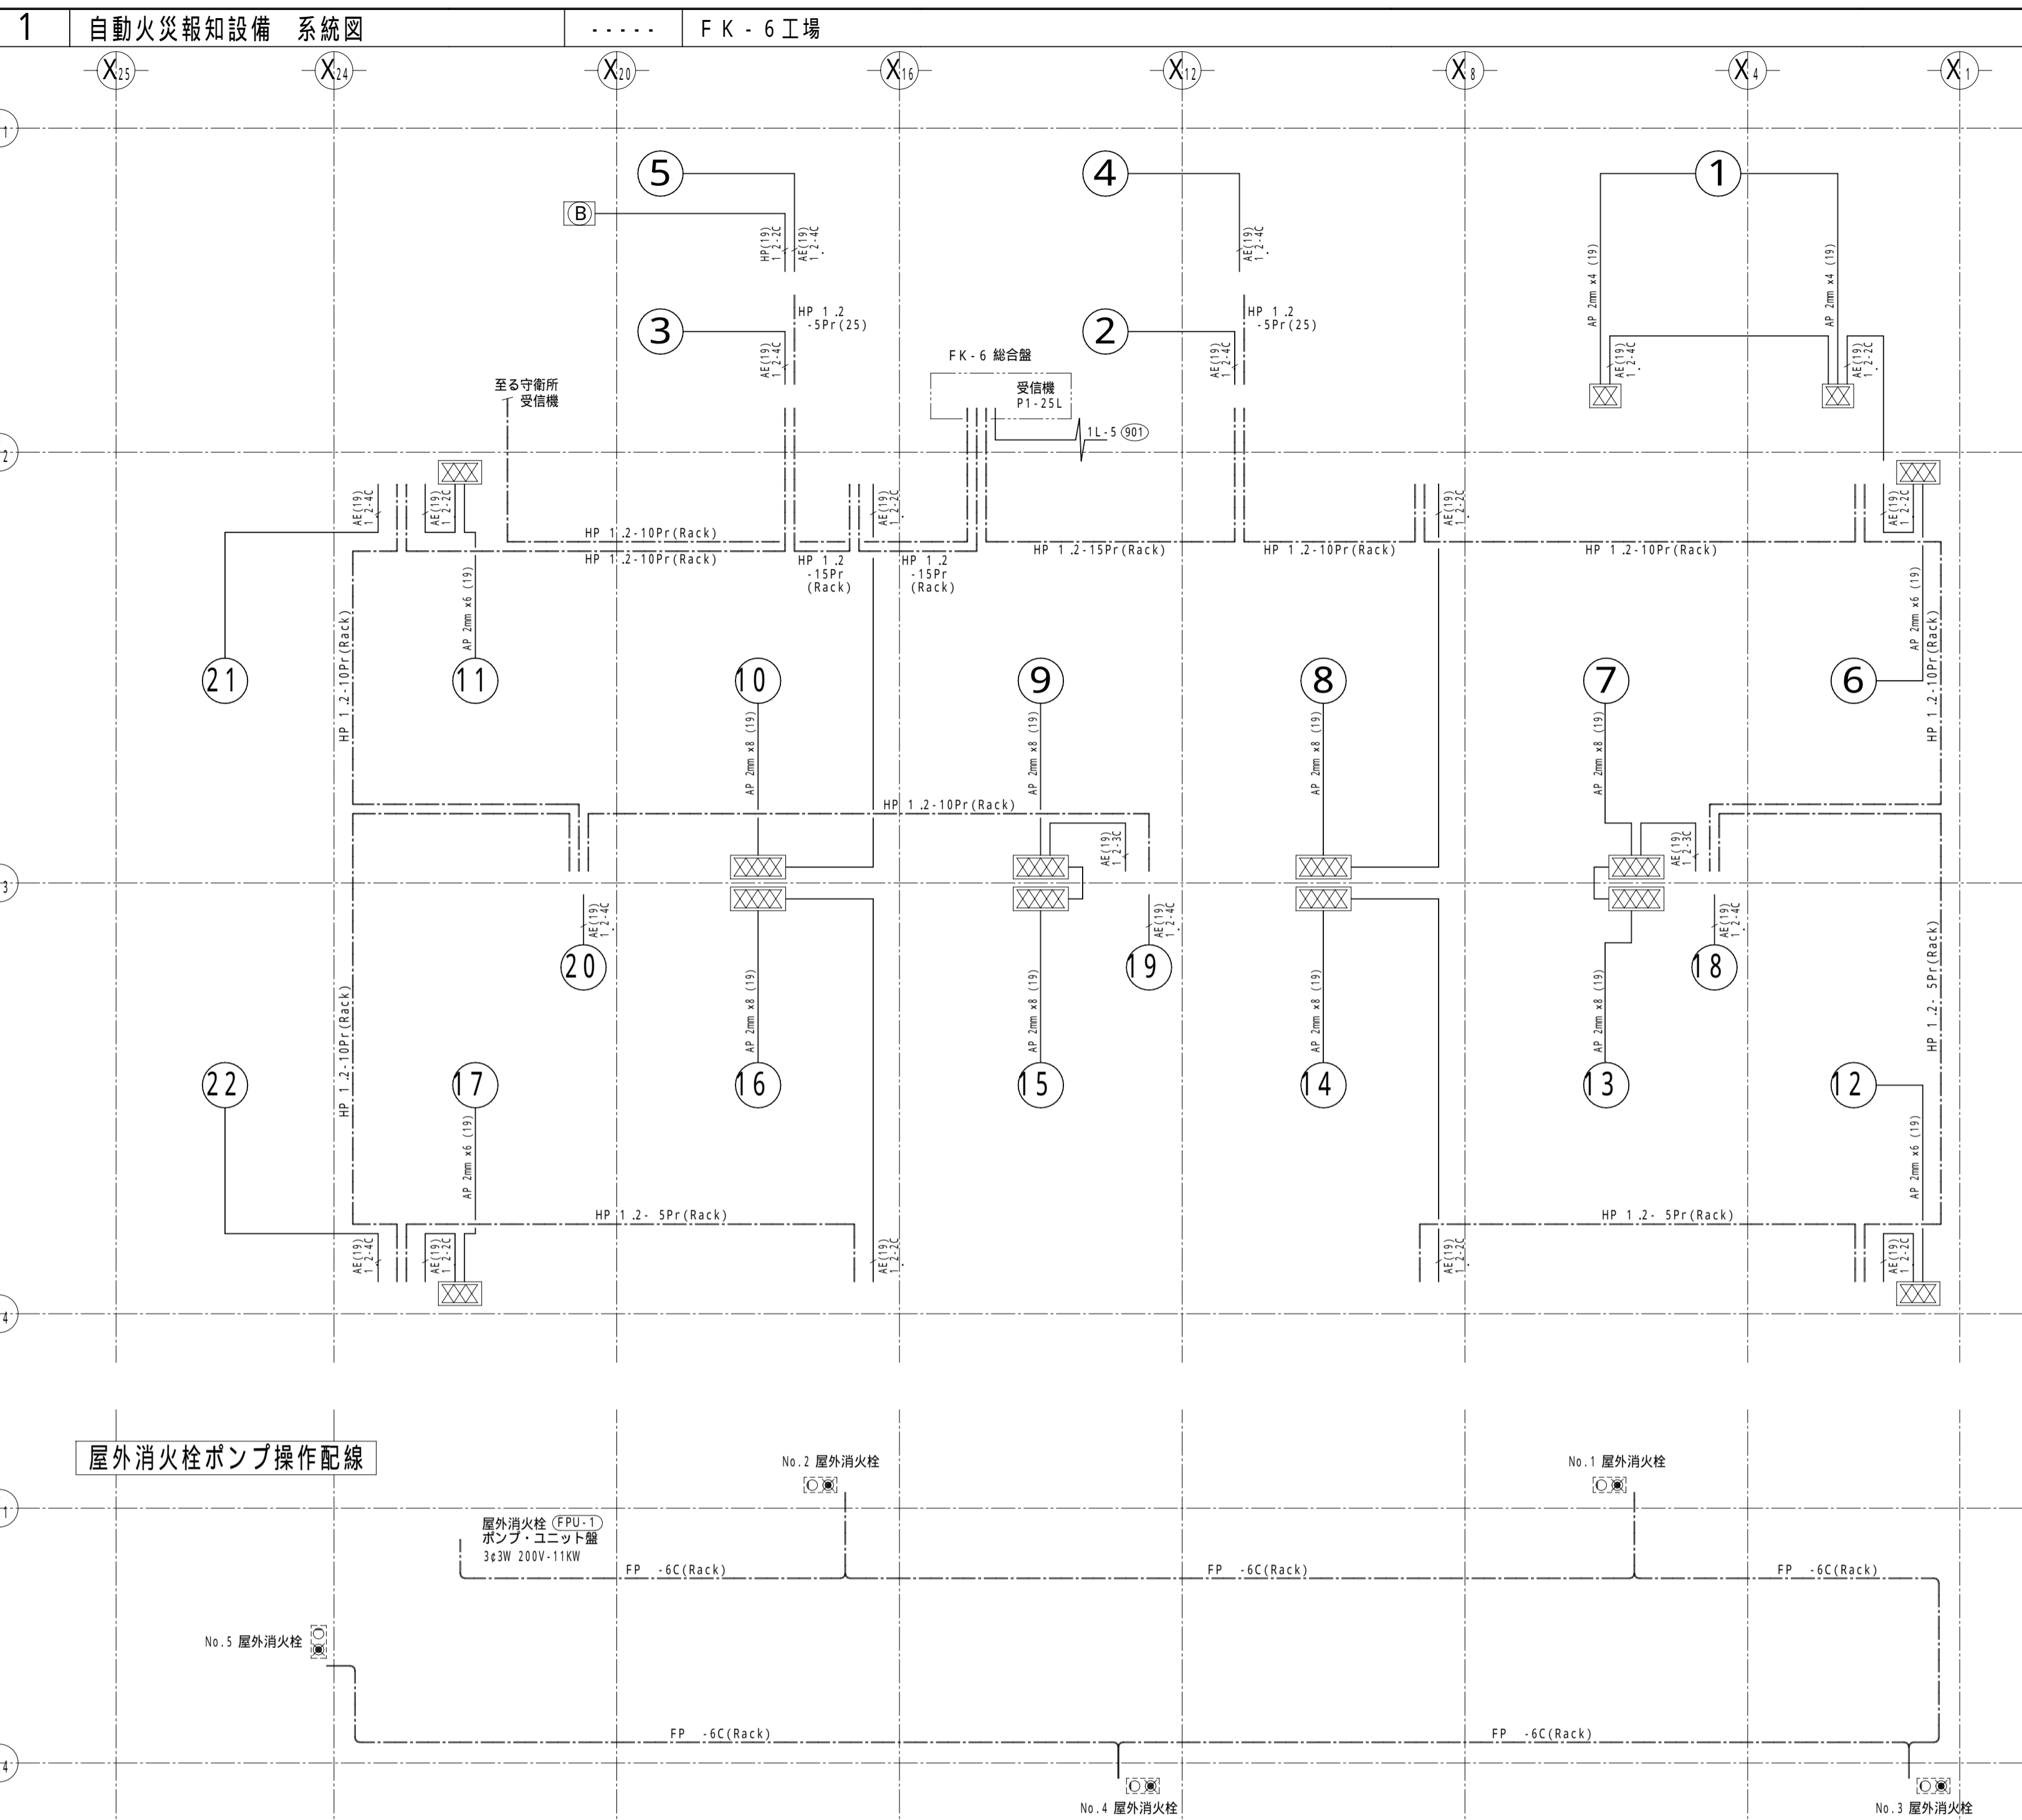 1 自動火災報知設備 系統図 ----- FK-6工場
X25 X24 X20 X16 X12 X8 X4 X1
1
5 4 1
B
HP(19) 1.2-2C
AE(19) 1.2-4C
AE(19) 1.2-4C
AP 2mm x4 (19)
AP 2mm x4 (19)
HP 1.2
-5Pr(25)
HP 1.2
-5Pr(25)
3 2
AE(19) 1.2-4C
AE(19) 1.2-4C
AE(19) 1.2-4C
AE(19) 1.2-2C
FK-6 総合盤
受信機
P1-25L
至る守衛所
受信機
1L-5 901
2
AE(19) 1.2-4C
AE(19) 1.2-2C
AE(19) 1.2-2C
AE(19) 1.2-2C
AE(19) 1.2-2C
HP 1.2-10Pr(Rack)
HP 1.2-10Pr(Rack)
HP 1.2
-15Pr
(Rack)
HP 1.2
-15Pr
(Rack)
HP 1.2-15Pr(Rack)
HP 1.2-10Pr(Rack)
HP 1.2-10Pr(Rack)
HP 1.2-10Pr(Rack)
AP 2mm x6 (19)
AP 2mm x6 (19)
HP 1.2-10Pr(Rack)
21 11 10 9 8 7 6
AP 2mm x8 (19)
AP 2mm x8 (19)
AP 2mm x8 (19)
AP 2mm x8 (19)
HP 1.2-10Pr(Rack)
AE(19) 1.2-3C
AE(19) 1.2-3C
3
AE(19) 1.2-4C
AE(19) 1.2-4C
AE(19) 1.2-4C
20 19 18
HP 1.2-10Pr(Rack)
AP 2mm x8 (19)
AP 2mm x8 (19)
AP 2mm x8 (19)
AP 2mm x8 (19)
HP 1.2- 5Pr(Rack)
22 17 16 15 14 13 12
AP 2mm x6 (19)
AP 2mm x6 (19)
HP 1.2- 5Pr(Rack)
HP 1.2- 5Pr(Rack)
AE(19) 1.2-4C
AE(19) 1.2-2C
AE(19) 1.2-2C
AE(19) 1.2-2C
AE(19) 1.2-2C
4
屋外消火栓ポンプ操作配線
No.2 屋外消火栓
No.1 屋外消火栓
1
屋外消火栓 FPU-1
ポンプ・ユニット盤
3¢3W 200V-11KW
FP -6C(Rack)
FP -6C(Rack)
FP -6C(Rack)
No.5 屋外消火栓
FP -6C(Rack)
FP -6C(Rack)
4
No.4 屋外消火栓
No.3 屋外消火栓